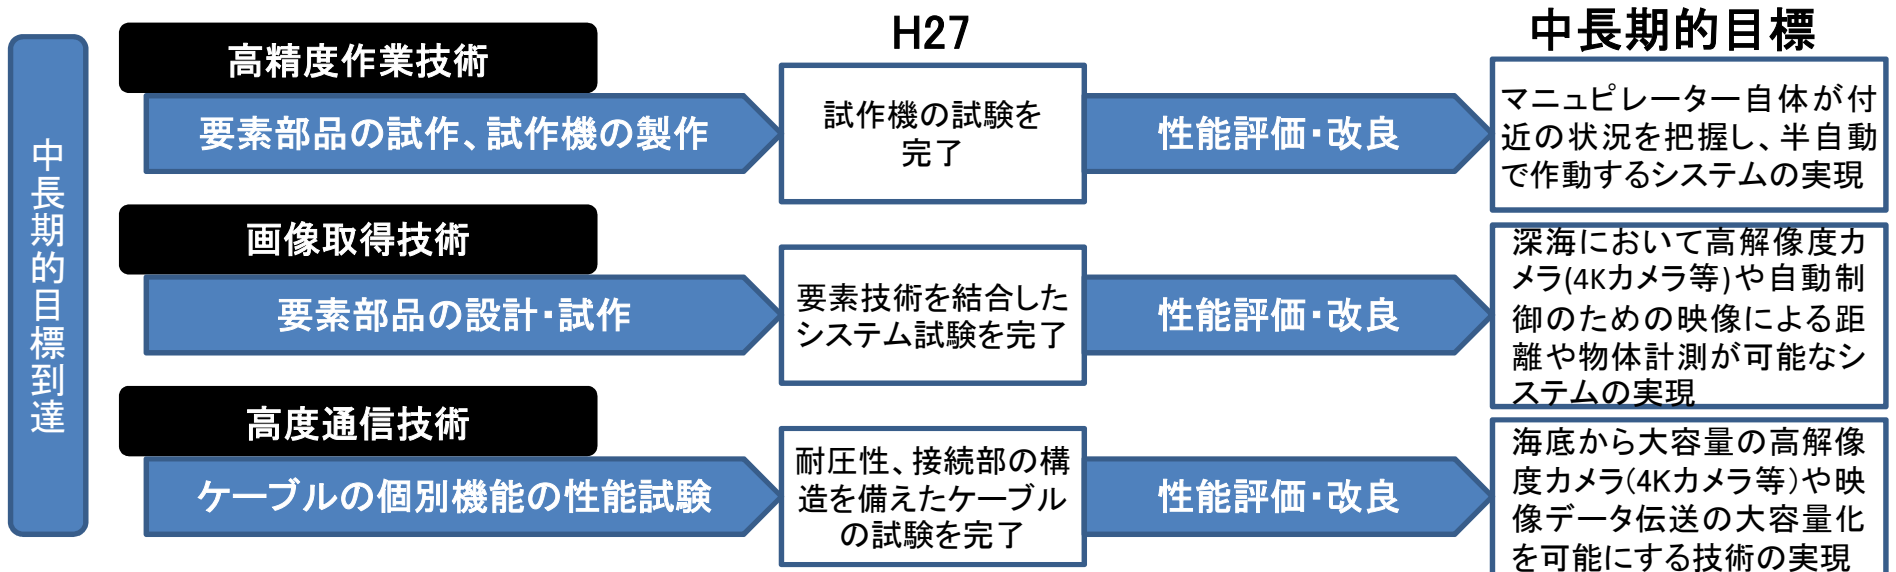 中長期的目標到達
H27
中長期的目標
高精度作業技術
要素部品の試作、試作機の製作
試作機の試験を
完了
性能評価・改良
マニュピレーター自体が付
近の状況を把握し、半自動
で作動するシステムの実現
画像取得技術
要素部品の設計・試作
要素技術を結合した
システム試験を完了
性能評価・改良
深海において高解像度カ
メラ(4Kカメラ等)や自動制
御のための映像による距
離や物体計測が可能なシ
ステムの実現
高度通信技術
ケーブルの個別機能の性能試験
耐圧性、接続部の構
造を備えたケーブル
の試験を完了
性能評価・改良
海底から大容量の高解像
度カメラ(4Kカメラ等)や映
像データ伝送の大容量化
を可能にする技術の実現